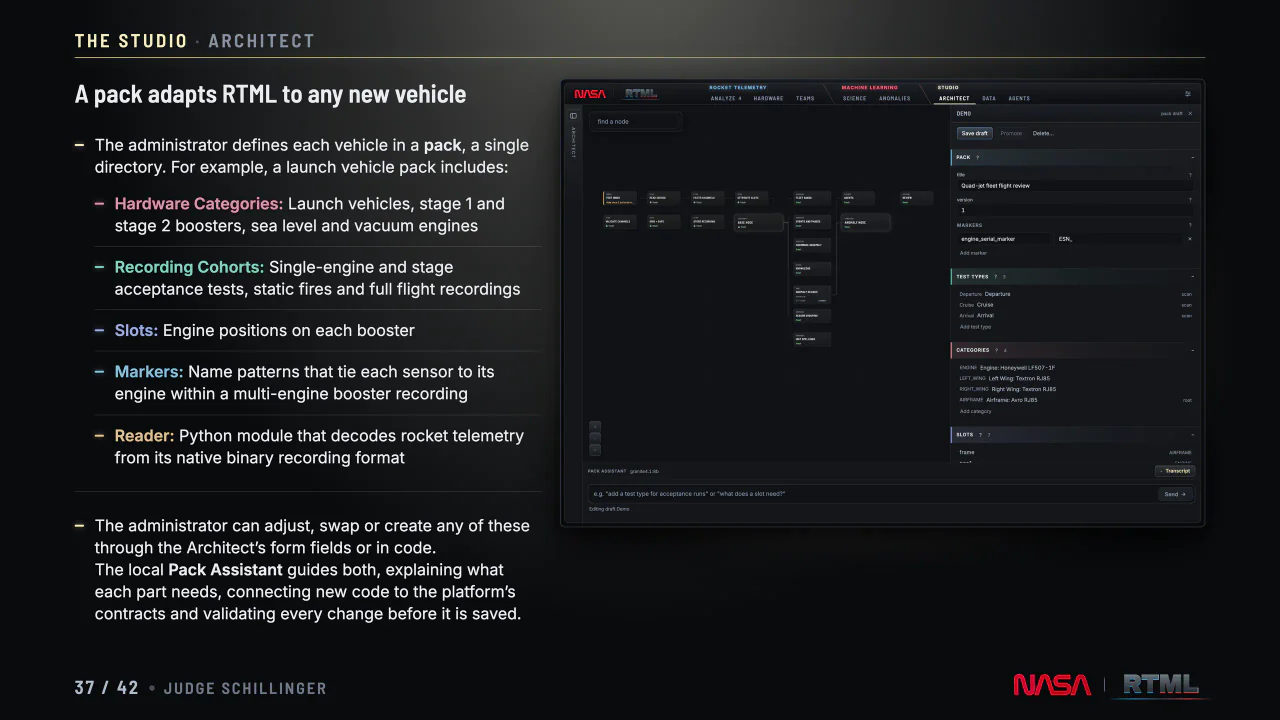 THE STUDIO · ARCHITECT
A pack adapts RTML to any new vehicle
– The administrator defines each vehicle in a pack, a single
directory. For example, a launch vehicle pack includes:
– Hardware Categories: Launch vehicles, stage 1 and
stage 2 boosters, sea level and vacuum engines
– Recording Cohorts: Single-engine and stage
acceptance tests, static fires and full flight recordings
– Slots: Engine positions on each booster
– Markers: Name patterns that tie each sensor to its
engine within a multi-engine booster recording
– Reader: Python module that decodes rocket telemetry
from its native binary recording format
– The administrator can adjust, swap or create any of these
through the Architect's form fields or in code.
The local Pack Assistant guides both, explaining what
each part needs, connecting new code to the platform's
contracts and validating every change before it is saved.
NASA RTML
ROCKET TELEMETRY MACHINE LEARNING STUDIO
ANALYZE 4 HARDWARE TEAMS SCIENCE ANOMALIES ARCHITECT DATA AGENTS
ARCHITECT
find a node
DEMO pack draft ×
Save draft Promote Delete...
PACK ?
title ?
Quad-jet fleet flight review
version ?
1
MARKERS ?
engine_serial_marker ESN_ ×
Add marker
TEST TYPES ? 3
Departure Departure scan
Cruise Cruise scan
Arrival Arrival scan
Add test type
CATEGORIES ? 4
ENGINE Engine: Honeywell LF507-1F
LEFT_WING Left Wing: Textron RJ85
RIGHT_WING Right Wing: Textron RJ85
AIRFRAME Airframe: Avro RJ85
Add category
SLOTS ? 7
frame AIRFRAME
PACK ASSISTANT
Transcript
e.g. "add a test type for acceptance runs" or "what does a slot need?"
Send →
Editing draft Demo
37 / 42 • JUDGE SCHILLINGER
NASA | RTML